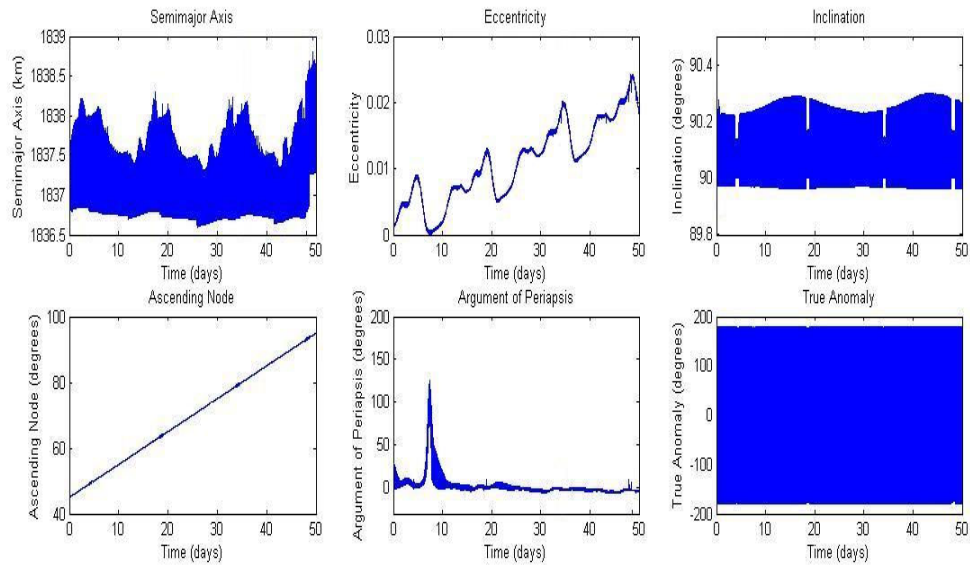 Semimajor Axis
Semimajor Axis (km)
1839
1838.5
1838
1837.5
1837
1836.5
0 10 20 30 40 50
Time (days)
Eccentricity
Eccentricity
0.03
0.02
0.01
0
0 10 20 30 40 50
Time (days)
Inclination
Inclination (degrees)
90.4
90.2
90
89.8
0 10 20 30 40 50
Time (days)
Ascending Node
Ascending Node (degrees)
100
80
60
40
0 10 20 30 40 50
Time (days)
Argument of Periapsis
Argument of Periapsis (degrees)
200
150
100
50
0
0 10 20 30 40 50
Time (days)
True Anomaly
True Anomaly (degrees)
200
100
0
-100
-200
0 10 20 30 40 50
Time (days)